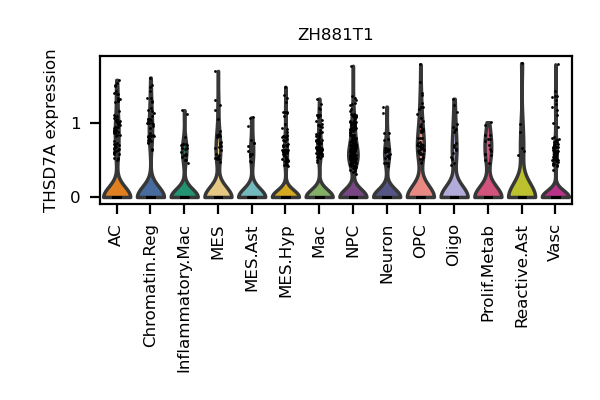 ZH881T1
THSD7A expression
1
0
AC
Chromatin.Reg
Inflammatory.Mac
MES
MES.Ast
MES.Hyp
Mac
NPC
Neuron
OPC
Oligo
Prolif.Metab
Reactive.Ast
Vasc